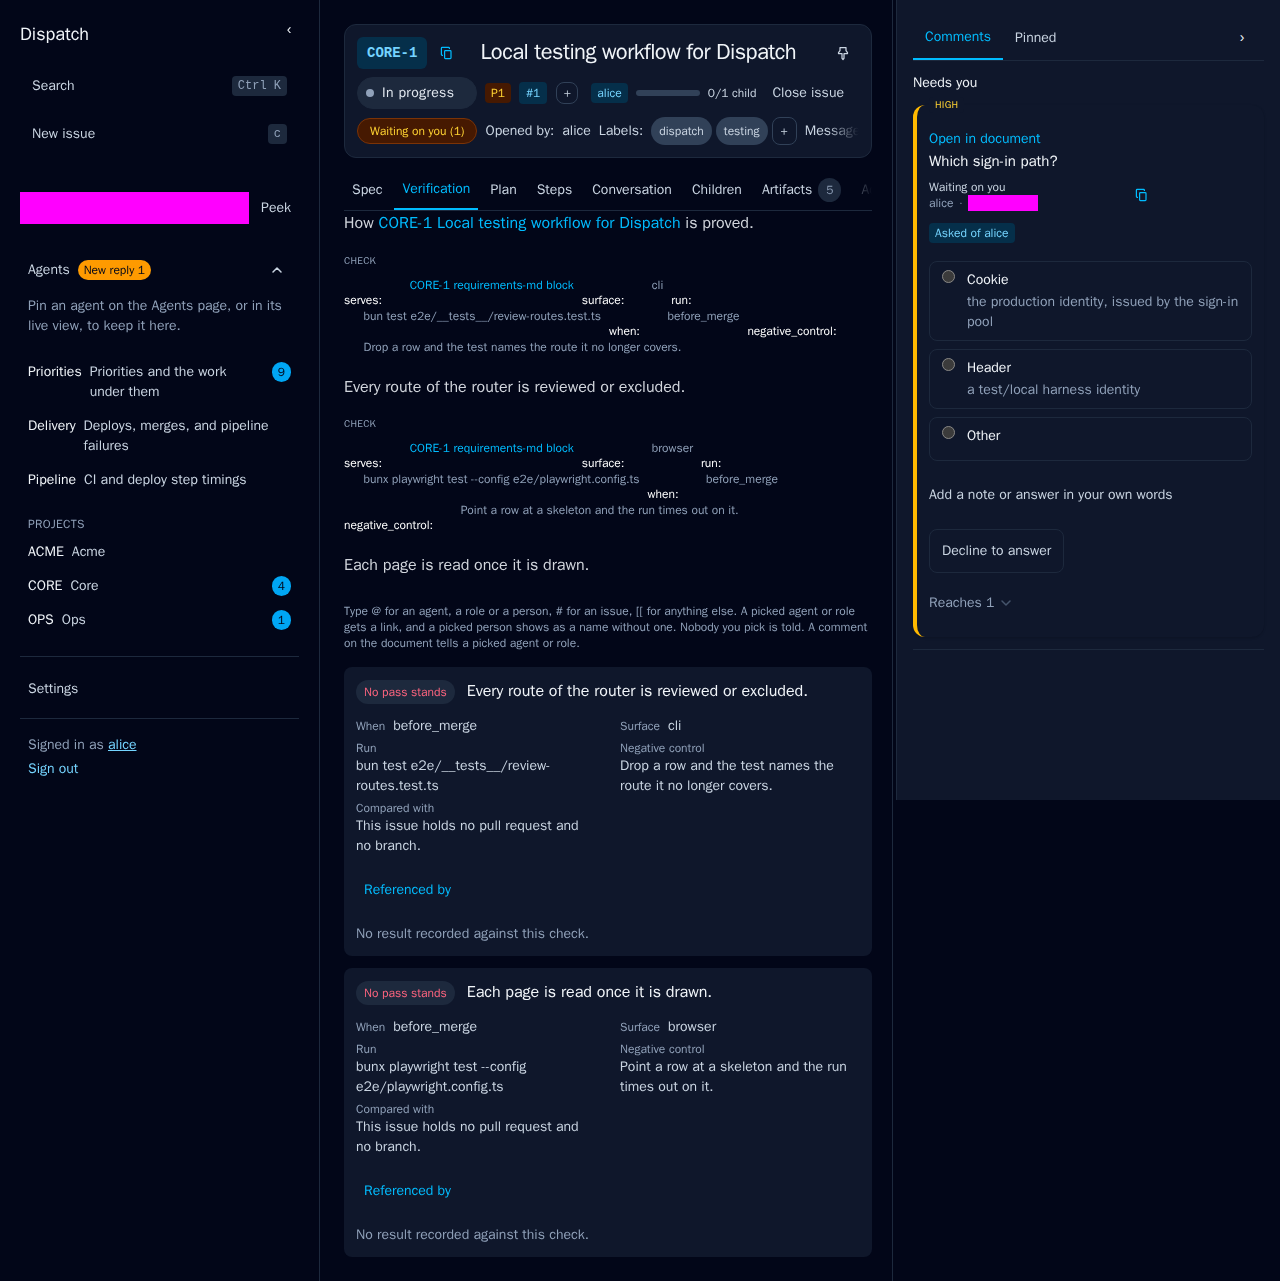 Dispatch
Search
Ctrl K
New issue
C
Peek
Agents
New reply 1
Pin an agent on the Agents page, or in its
live view, to keep it here.
Priorities Priorities and the work
under them
9
Delivery Deploys, merges, and pipeline
failures
Pipeline CI and deploy step timings
PROJECTS
ACME Acme
CORE Core
4
OPS Ops
1
Settings
Signed in as alice
Sign out
CORE-1
Local testing workflow for Dispatch
In progress
P1
#1
+
alice
0/1 child
Close issue
Waiting on you (1)
Opened by: alice Labels:
dispatch
testing
+
Message
Spec
Verification
Plan
Steps
Conversation
Children
Artifacts
5
How CORE-1 Local testing workflow for Dispatch is proved.
CHECK
CORE-1 requirements-md block
cli
serves:
surface:
run:
bun test e2e/__tests__/review-routes.test.ts
before_merge
when:
negative_control:
Drop a row and the test names the route it no longer covers.
Every route of the router is reviewed or excluded.
CHECK
CORE-1 requirements-md block
browser
serves:
surface:
run:
bunx playwright test --config e2e/playwright.config.ts
before_merge
when:
Point a row at a skeleton and the run times out on it.
negative_control:
Each page is read once it is drawn.
Type @ for an agent, a role or a person, # for an issue, [[ for anything else. A picked agent or role
gets a link, and a picked person shows as a name without one. Nobody you pick is told. A comment
on the document tells a picked agent or role.
No pass stands
Every route of the router is reviewed or excluded.
When before_merge
Surface cli
Run
bun test e2e/__tests__/review-
routes.test.ts
Negative control
Drop a row and the test names the
route it no longer covers.
Compared with
This issue holds no pull request and
no branch.
Referenced by
No result recorded against this check.
No pass stands
Each page is read once it is drawn.
When before_merge
Surface browser
Run
bunx playwright test --config
e2e/playwright.config.ts
Negative control
Point a row at a skeleton and the run
times out on it.
Compared with
This issue holds no pull request and
no branch.
Referenced by
No result recorded against this check.
Comments
Pinned
Needs you
HIGH
Open in document
Which sign-in path?
Waiting on you
alice ·
Asked of alice
Cookie
the production identity, issued by the sign-in
pool
Header
a test/local harness identity
Other
Add a note or answer in your own words
Decline to answer
Reaches 1